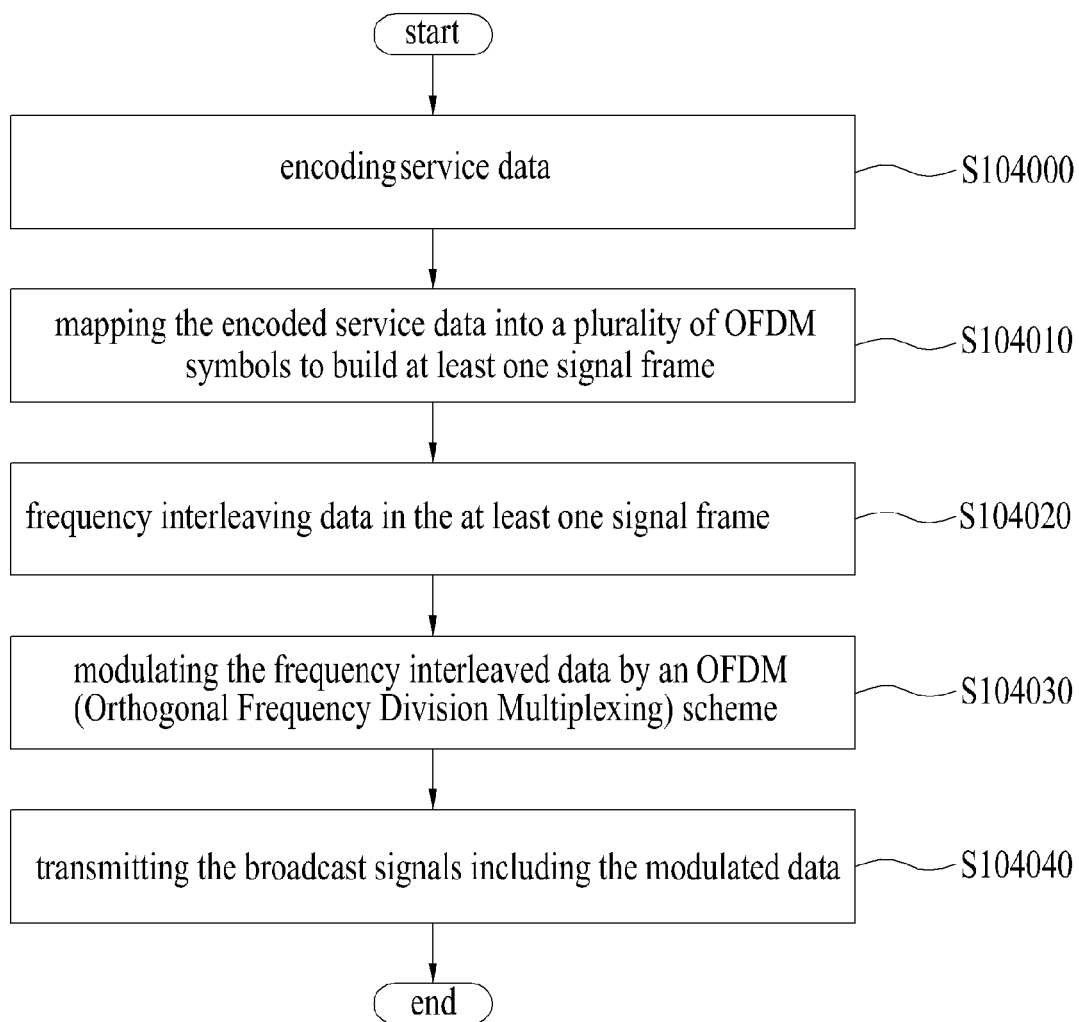 start
encoding service data
S104000
mapping the encoded service data into a plurality of OFDM
symbols to build at least one signal frame
S104010
frequency interleaving data in the at least one signal frame
S104020
modulating the frequency interleaved data by an OFDM
(Orthogonal Frequency Division Multiplexing) scheme
S104030
transmitting the broadcast signals including the modulated data
S104040
end